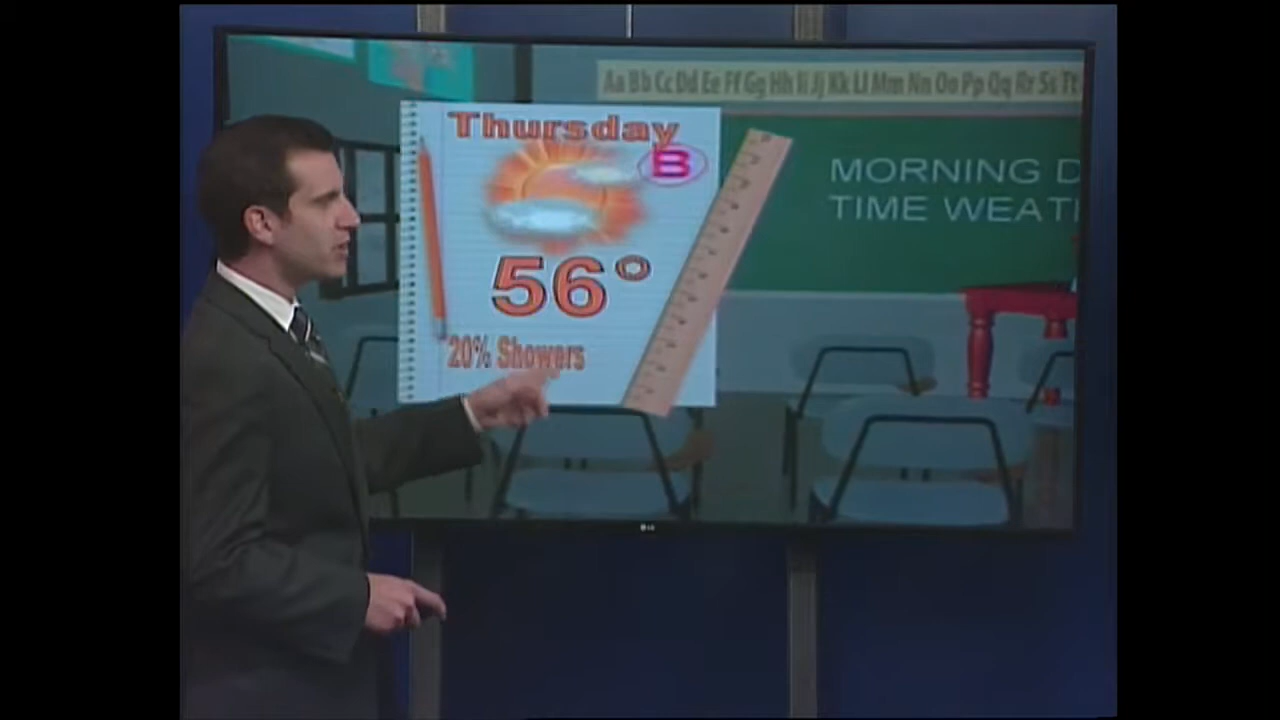 Aa Bb Cc Dd Ee Ff Gg Hh Ii Jj Kk Ll Mm Nn Oo Pp Qq Rr Ss Tt
Thursday
B
MORNING D
TIME WEAT
56°
20% Showers
LG